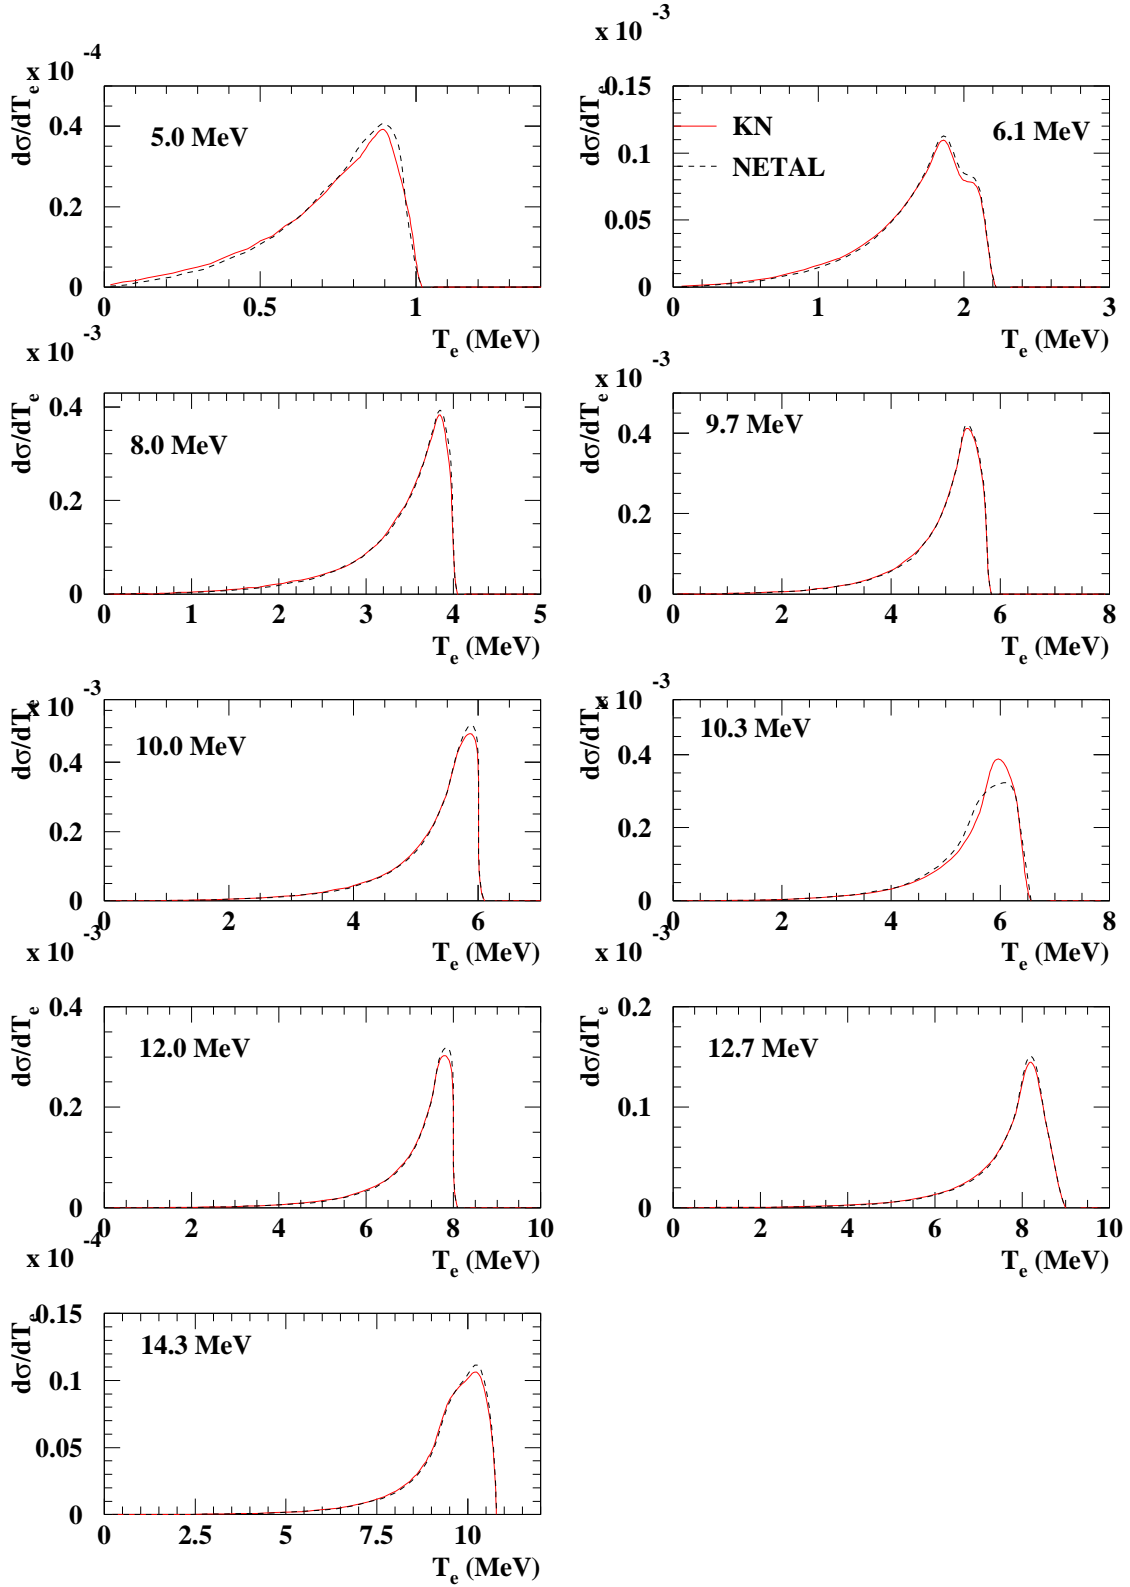 x 10 -4
dσ/dTe
0.4
0.2
0
5.0 MeV
0 0.5 1
Te (MeV)
x 10 -3
dσ/dTe
0.15
0.1
0.05
0
KN
NETAL
6.1 MeV
0 1 2 3
Te (MeV)
x 10 -3
dσ/dTe
0.4
0.2
0
8.0 MeV
0 1 2 3 4 5
Te (MeV)
x 10 -3
dσ/dTe
0.4
0.2
0
9.7 MeV
0 2 4 6 8
Te (MeV)
x 10 -3
dσ/dTe
0.4
0.2
0
10.0 MeV
0 2 4 6
Te (MeV)
x 10 -3
dσ/dTe
0.4
0.2
0
10.3 MeV
0 2 4 6 8
Te (MeV)
x 10 -3
dσ/dTe
0.4
0.2
0
12.0 MeV
0 2 4 6 8 10
Te (MeV)
x 10 -3
dσ/dTe
0.2
0.1
0
12.7 MeV
0 2 4 6 8 10
Te (MeV)
x 10 -4
dσ/dTe
0.15
0.1
0.05
0
14.3 MeV
0 2.5 5 7.5 10
Te (MeV)